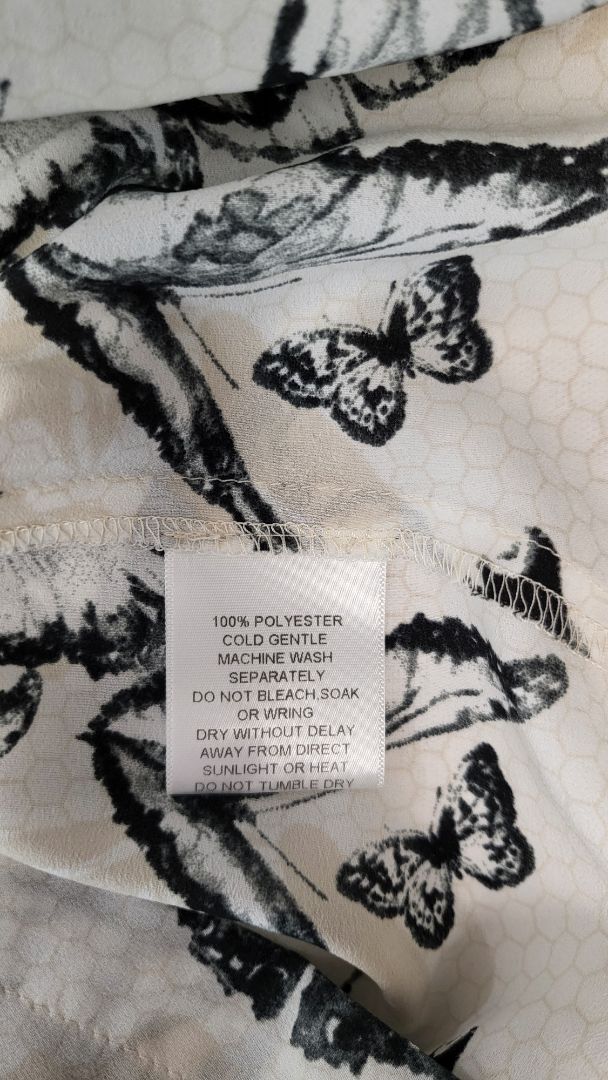 100% POLYESTER
COLD GENTLE
MACHINE WASH
SEPARATELY
DO NOT BLEACH,SOAK
OR WRING
DRY WITHOUT DELAY
AWAY FROM DIRECT
SUNLIGHT OR HEAT
DO NOT TUMBLE DRY